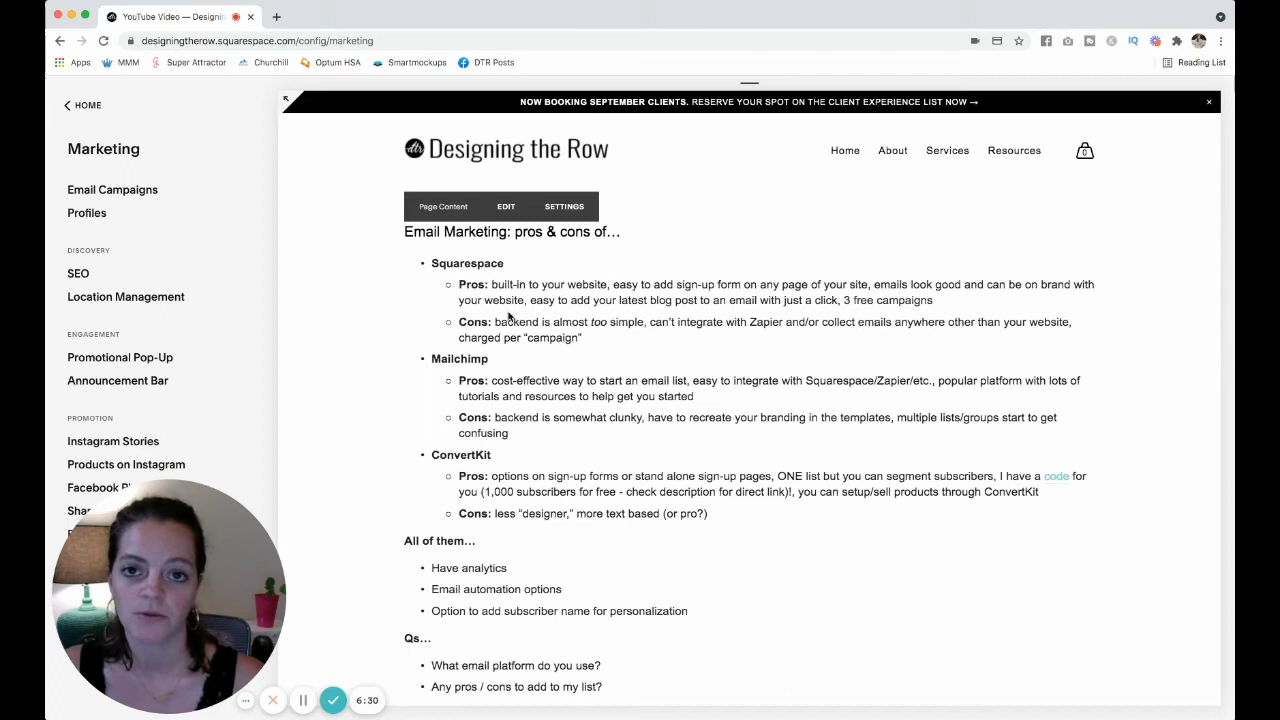 YouTube Video — Designin
designingtherow.squarespace.com/config/marketing
Apps MMM Super Attractor Churchill Optum HSA Smartmockups DTR Posts Reading List
HOME
Marketing
Email Campaigns
Profiles
DISCOVERY
SEO
Location Management
ENGAGEMENT
Promotional Pop-Up
Announcement Bar
PROMOTION
Instagram Stories
Products on Instagram
Facebook P
Sha
NOW BOOKING SEPTEMBER CLIENTS. RESERVE YOUR SPOT ON THE CLIENT EXPERIENCE LIST NOW → ×
dtr Designing the Row
Home About Services Resources 0
Page Content EDIT SETTINGS
Email Marketing: pros & cons of…
• Squarespace
Pros: built-in to your website, easy to add sign-up form on any page of your site, emails look good and can be on brand with
your website, easy to add your latest blog post to an email with just a click, 3 free campaigns
Cons: backend is almost too simple, can’t integrate with Zapier and/or collect emails anywhere other than your website,
charged per “campaign”
• Mailchimp
Pros: cost-effective way to start an email list, easy to integrate with Squarespace/Zapier/etc., popular platform with lots of
tutorials and resources to help get you started
Cons: backend is somewhat clunky, have to recreate your branding in the templates, multiple lists/groups start to get
confusing
• ConvertKit
Pros: options on sign-up forms or stand alone sign-up pages, ONE list but you can segment subscribers, I have a code for
you (1,000 subscribers for free - check description for direct link)!, you can setup/sell products through ConvertKit
Cons: less “designer,” more text based (or pro?)
All of them…
• Have analytics
• Email automation options
• Option to add subscriber name for personalization
Qs…
• What email platform do you use?
• Any pros / cons to add to my list?
6:30